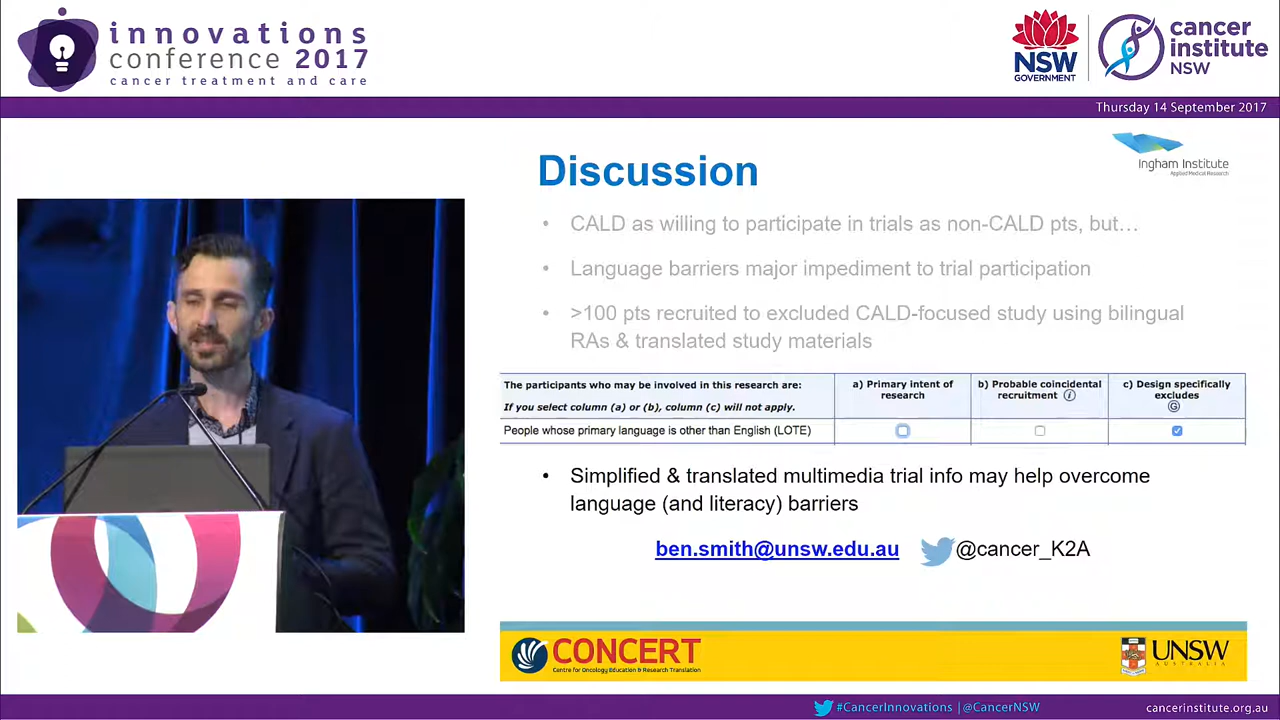 innovations
conference 2017
cancer treatment and care
NSW
GOVERNMENT
cancer
institute
NSW
Thursday 14 September 2017
Discussion
Ingham Institute
Applied Medical Research
• CALD as willing to participate in trials as non-CALD pts, but…
• Language barriers major impediment to trial participation
• >100 pts recruited to excluded CALD-focused study using bilingual
RAs & translated study materials
The participants who may be involved in this research are:
If you select column (a) or (b), column (c) will not apply.
a) Primary intent of
research
b) Probable coincidental
recruitment i
c) Design specifically
excludes
G
People whose primary language is other than English (LOTE)
• Simplified & translated multimedia trial info may help overcome
language (and literacy) barriers
ben.smith@unsw.edu.au @cancer_K2A
CONCERT
Centre for Oncology Education & Research Translation
UNSW
AUSTRALIA
#CancerInnovations | @CancerNSW
cancerinstitute.org.au